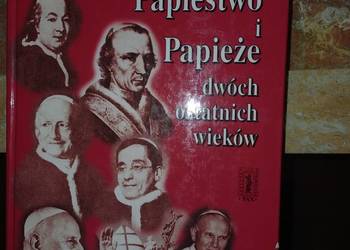 Papiestwo
i
Papieże
dwóch
ostatnich
wieków